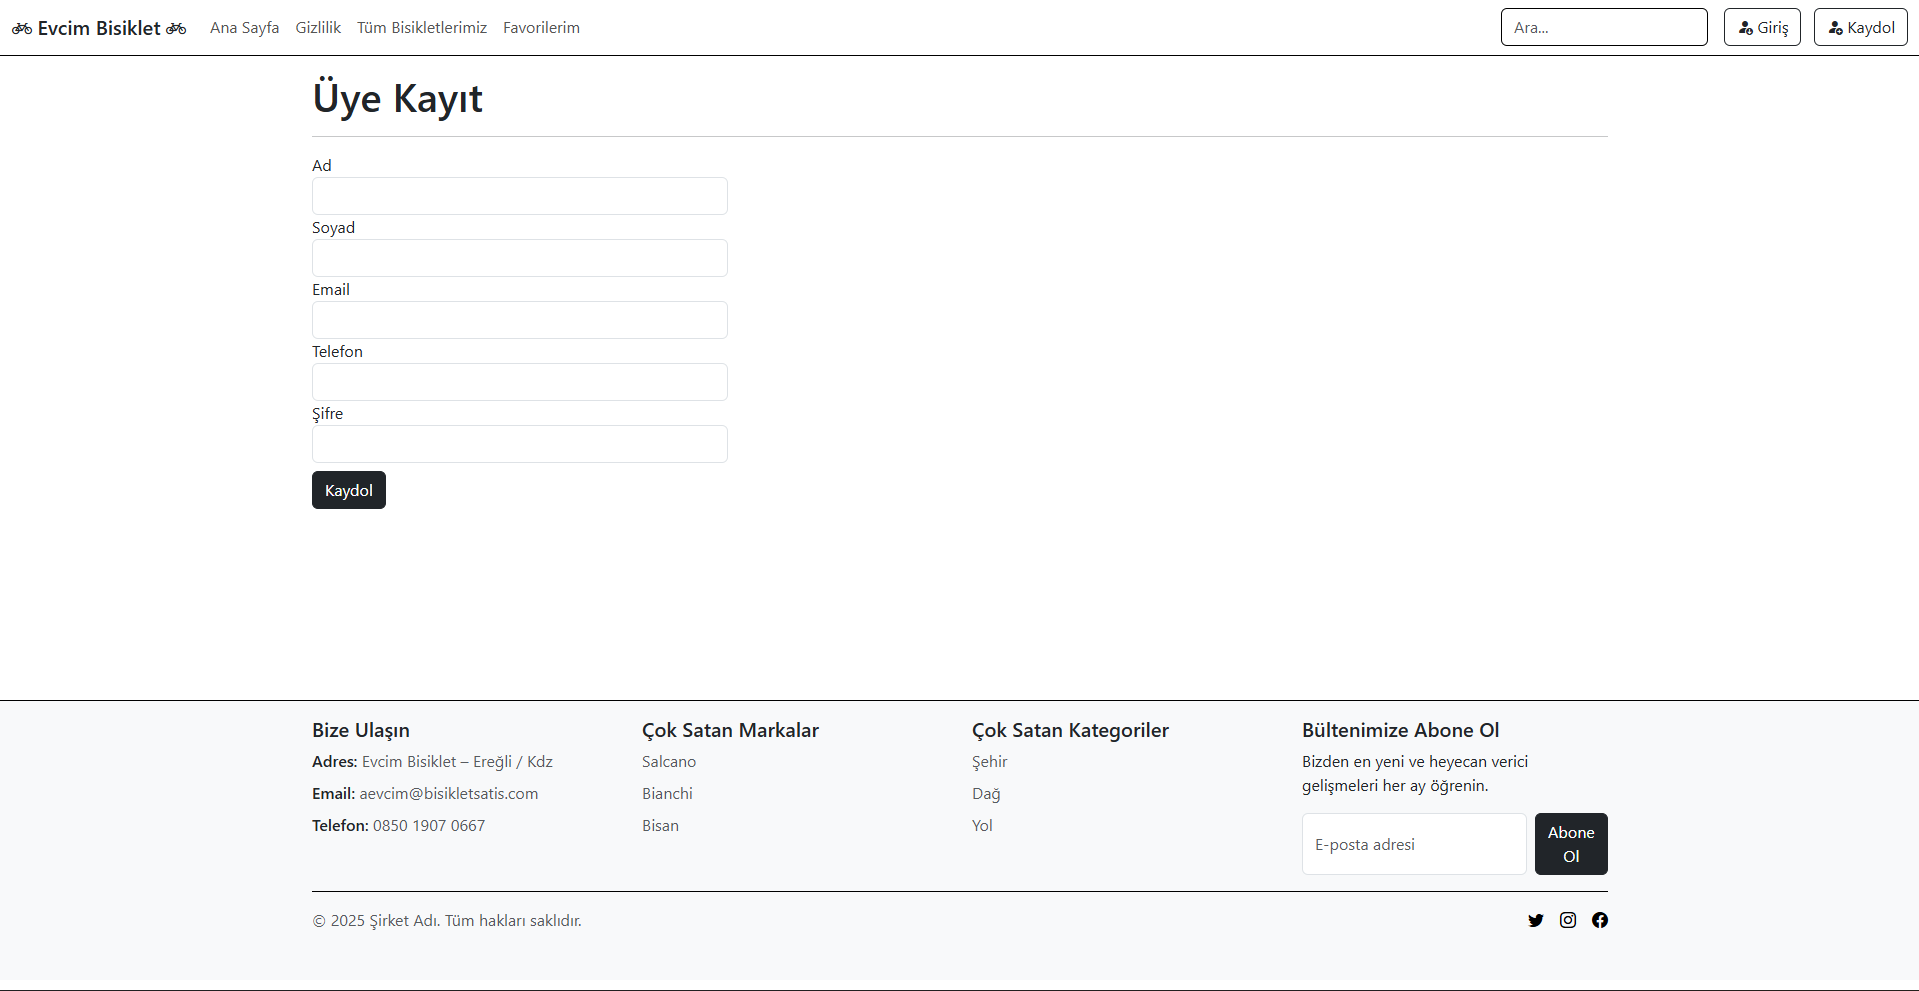 Evcim Bisiklet
Ana Sayfa
Gizlilik
Tüm Bisikletlerimiz
Favorilerim
Ara...
Giriş
Kaydol
Üye Kayıt
Ad
Soyad
Email
Telefon
Şifre
Kaydol
Bize Ulaşın
Adres: Evcim Bisiklet – Ereğli / Kdz
Email: aevcim@bisikletsatis.com
Telefon: 0850 1907 0667
Çok Satan Markalar
Salcano
Bianchi
Bisan
Çok Satan Kategoriler
Şehir
Dağ
Yol
Bültenimize Abone Ol
Bizden en yeni ve heyecan verici
gelişmeleri her ay öğrenin.
E-posta adresi
Abone
Ol
© 2025 Şirket Adı. Tüm hakları saklıdır.